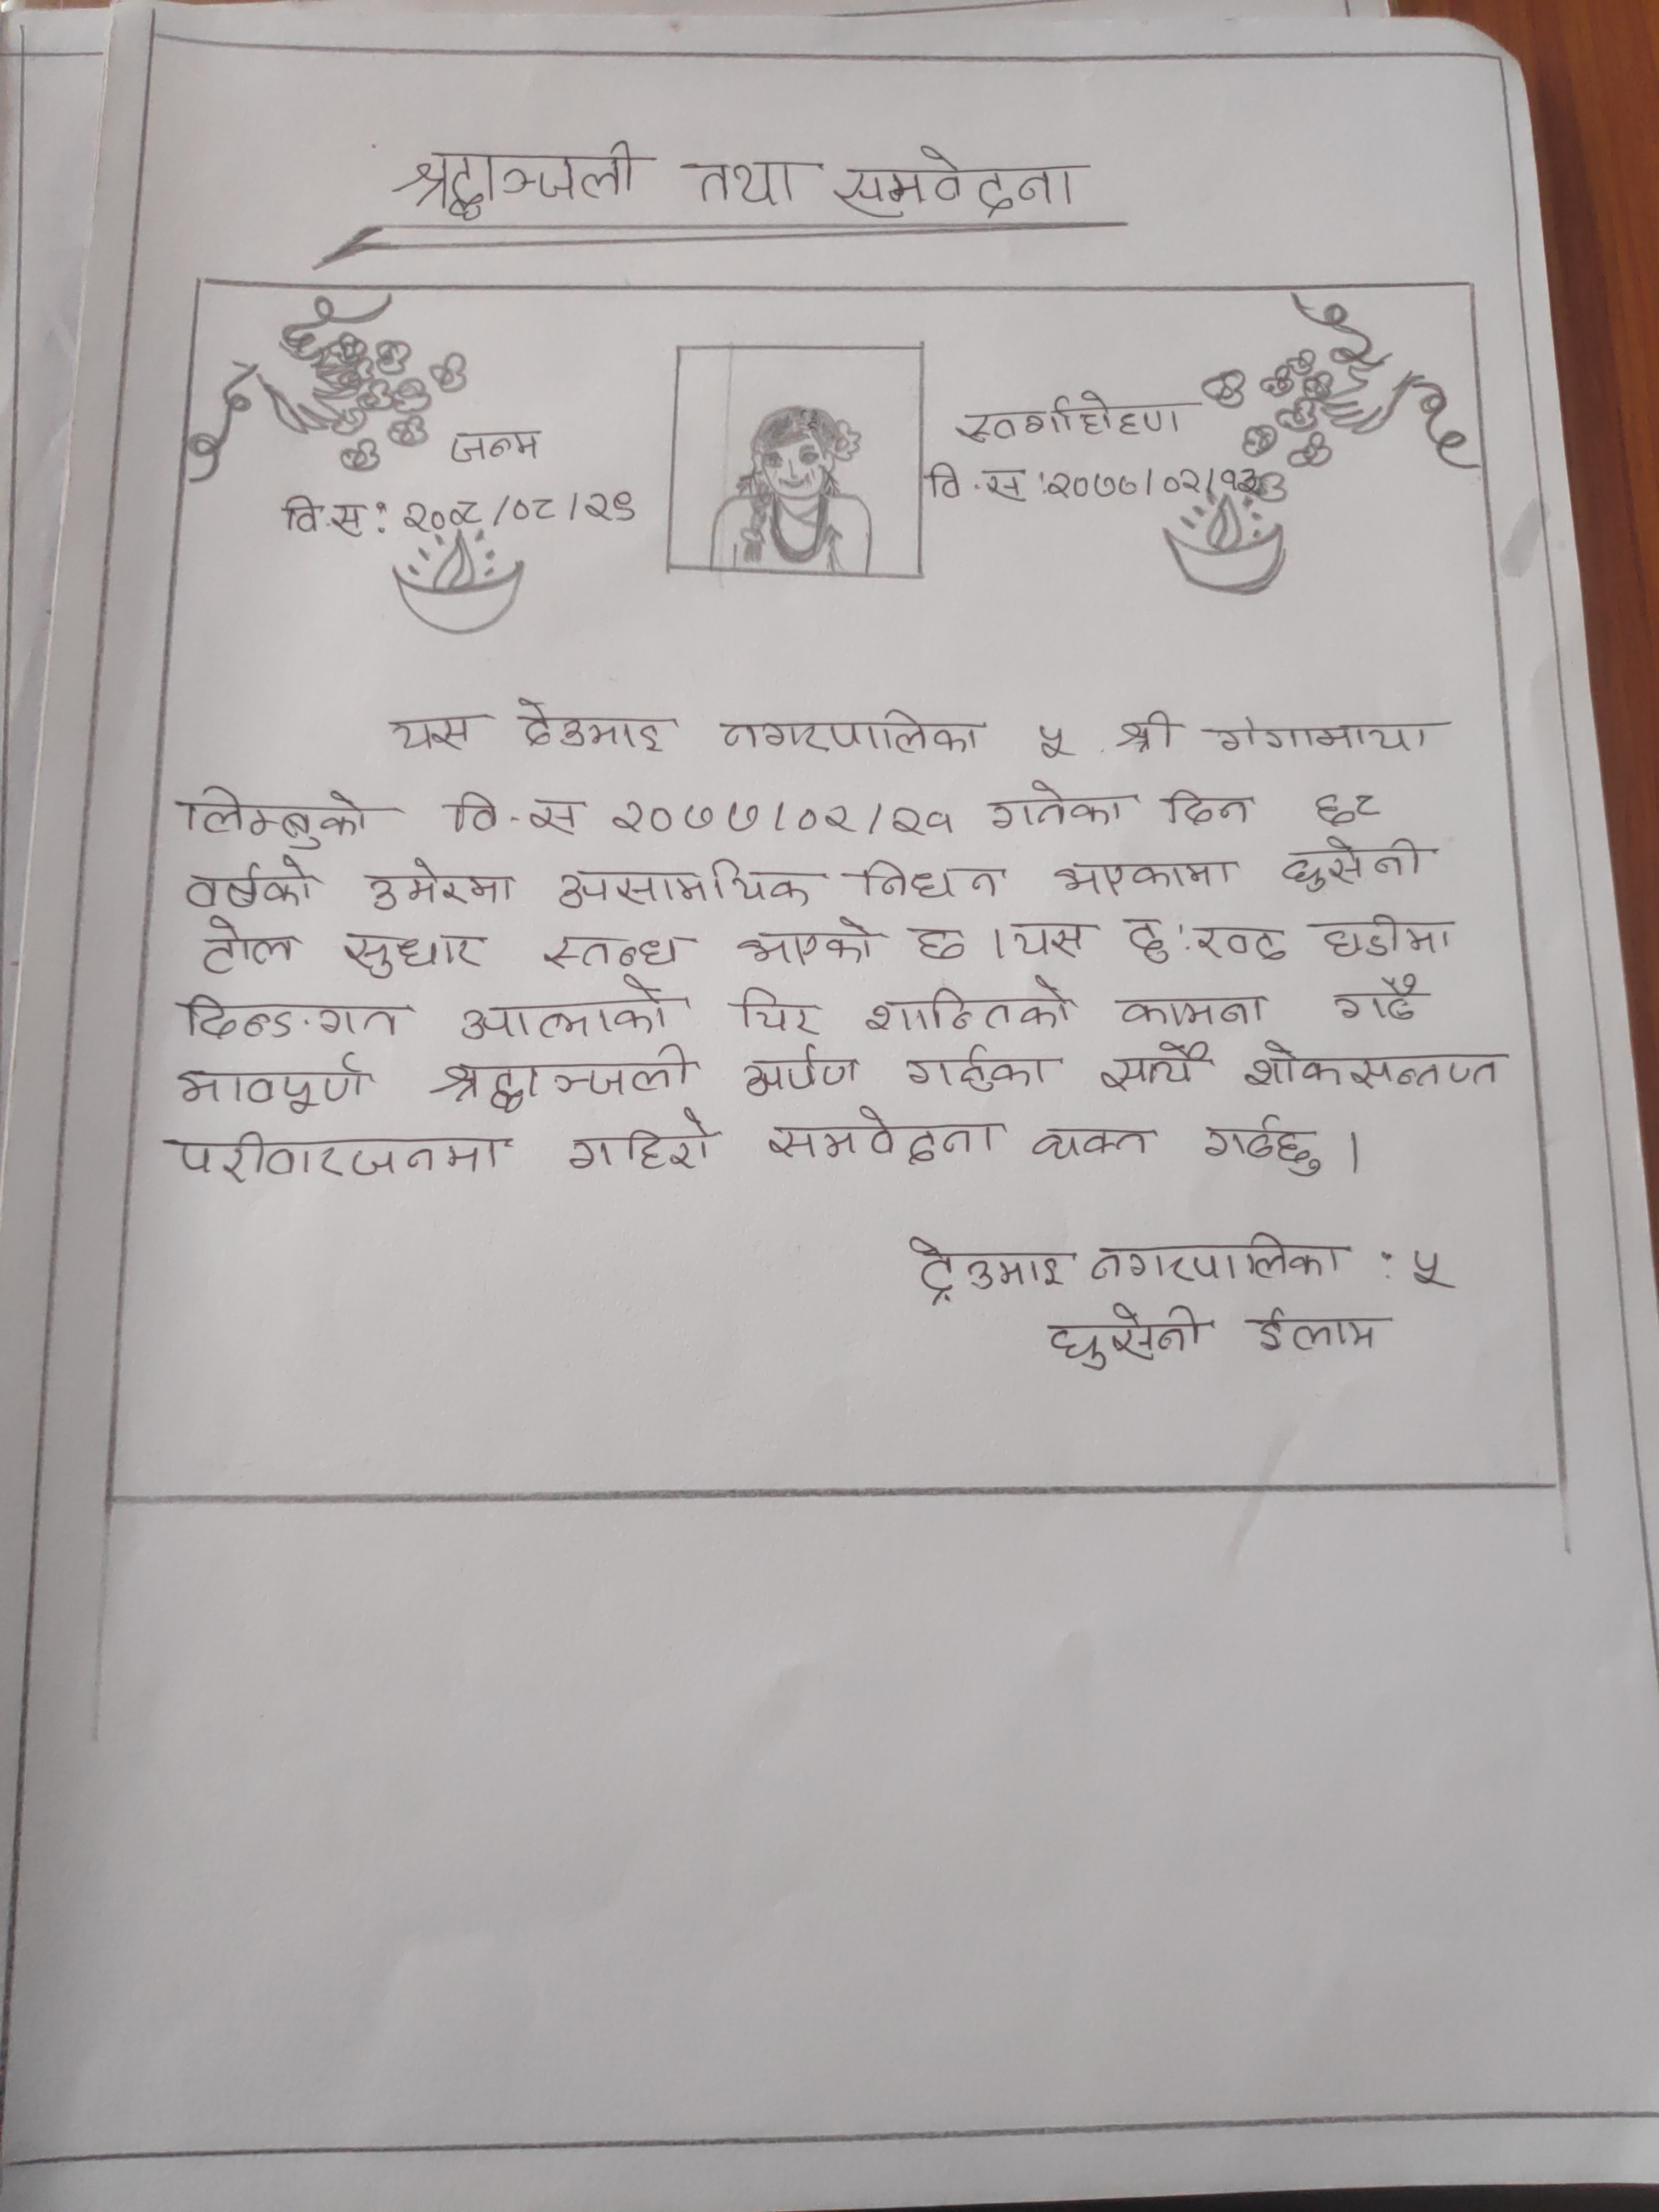 श्रद्धाञ्जली तथा समवेदना
जन्म
वि.स: २००८/०८/२९
स्वर्गारोहण
वि.स: २०७७/०२/१३
यस देउमाइ नगरपालिका ५ श्री गंगामाया
लिम्बुको वि.स २०७७/०२/२१ गतेका दिन ६८
वर्षको उमेरमा असामयिक निधन भएकामा धुसेनी
टोल सुधार स्तब्ध भएको छ । यस दु:खद घडीमा
दिवङ्गत आत्माको चिर शान्तिको कामना गर्दै
भावपूर्ण श्रद्धाञ्जली अर्पण गर्नुका साथै शोकसन्तप्त
परीवारजनमा गहिरो समवेदना व्यक्त गर्दछु ।
देउमाइ नगरपालिका : ५
धुसेनी ईलाम